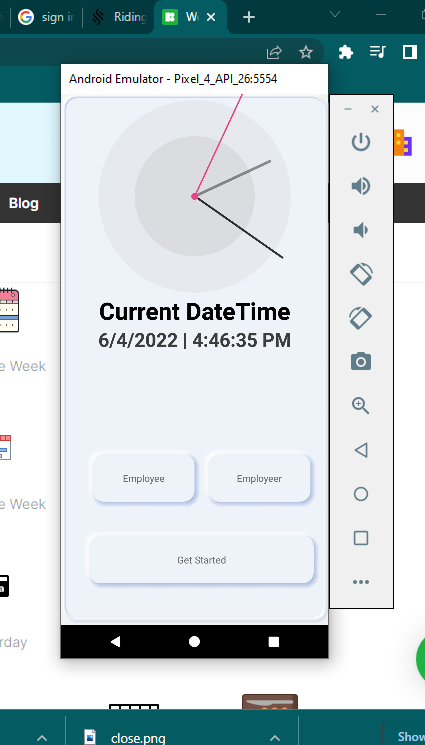 sign in
Riding
We
Android Emulator - Pixel_4_API_26:5554
Blog
Current DateTime
6/4/2022 | 4:46:35 PM
e Week
Employee
Employeer
e Week
Get Started
rday
close.png
Show